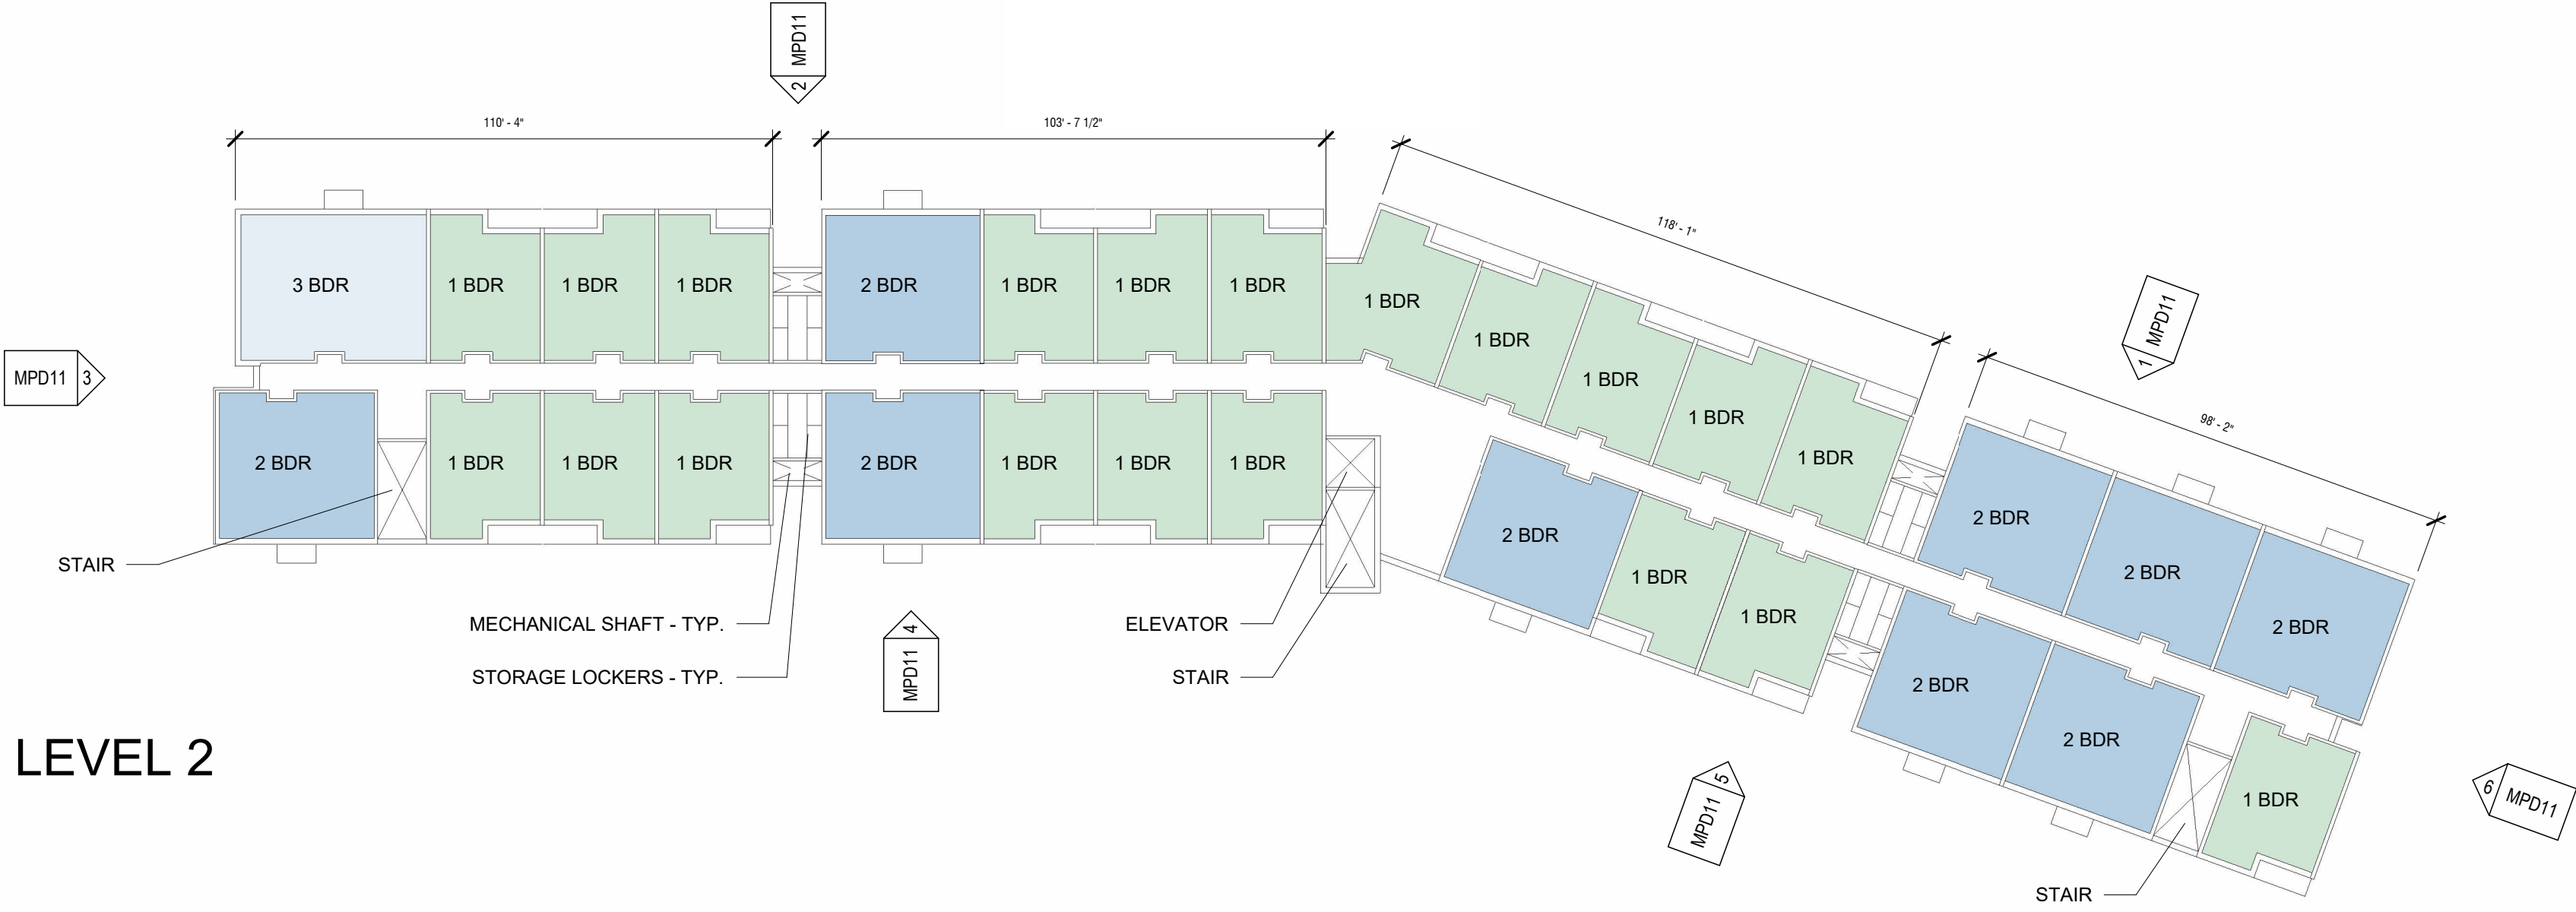 MPD11
2
110' - 4"
103' - 7 1/2"
118' - 1"
MPD11
1
98' - 2"
3 BDR
1 BDR
1 BDR
1 BDR
2 BDR
1 BDR
1 BDR
1 BDR
1 BDR
1 BDR
1 BDR
1 BDR
1 BDR
MPD11 3
2 BDR
1 BDR
1 BDR
1 BDR
2 BDR
1 BDR
1 BDR
1 BDR
2 BDR
1 BDR
1 BDR
2 BDR
2 BDR
2 BDR
2 BDR
2 BDR
1 BDR
STAIR
MECHANICAL SHAFT - TYP.
STORAGE LOCKERS - TYP.
4
MPD11
ELEVATOR
STAIR
LEVEL 2
5
MPD11
6 MPD11
STAIR